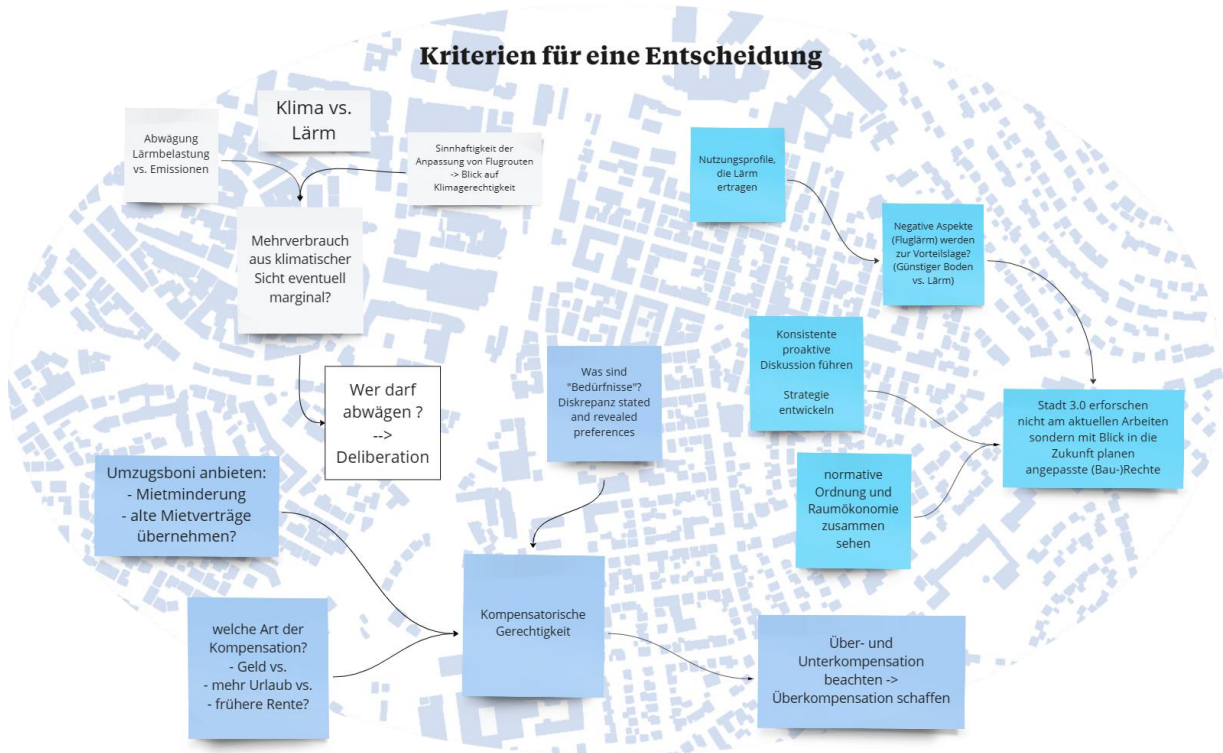 Kriterien für eine Entscheidung
Klima vs.
Lärm
Abwägung
Lärmbelastung
vs. Emissionen
Sinnhaftigkeit der
Anpassung von Flugrouten
-> Blick auf
Klimagerechtigkeit
Mehrverbrauch
aus klimatischer
Sicht eventuell
marginal?
Wer darf
abwägen ?
-->
Deliberation
Nutzungsprofile,
die Lärm
ertragen
Negative Aspekte
(Fluglärm) werden
zur Vorteilslage?
(Günstiger Boden
vs. Lärm)
Konsistente
proaktive
Diskussion führen
Strategie
entwickeln
normative
Ordnung und
Raumökonomie
zusammen
sehen
Stadt 3.0 erforschen
nicht am aktuellen Arbeiten
sondern mit Blick in die
Zukunft planen
angepasste (Bau-)Rechte
Was sind
"Bedürfnisse"?
Diskrepanz stated
and revealed
preferences
Umzugsboni anbieten:
- Mietminderung
- alte Mietverträge
übernehmen?
welche Art der
Kompensation?
- Geld vs.
- mehr Urlaub vs.
- frühere Rente?
Kompensatorische
Gerechtigkeit
Über- und
Unterkompensation
beachten ->
Überkompensation schaffen